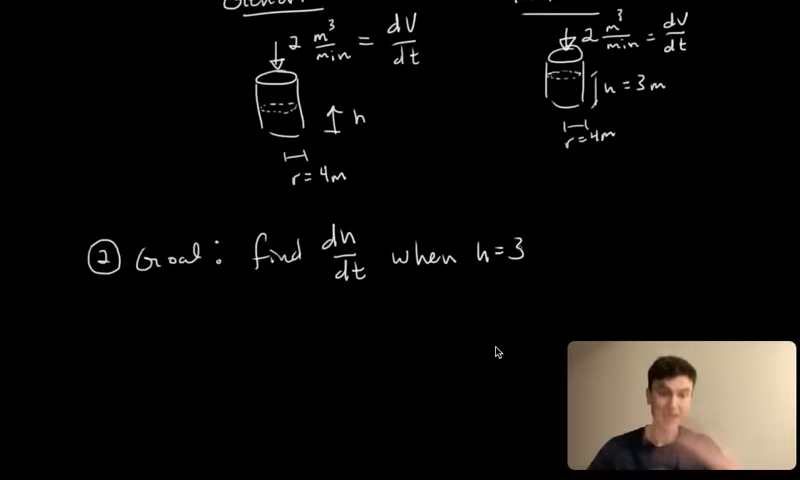 2 m³/min = dV/dt
h
r = 4m
2 m³/min = dV/dt
h = 3 m
r = 4m
② Goal: find dh/dt when h = 3